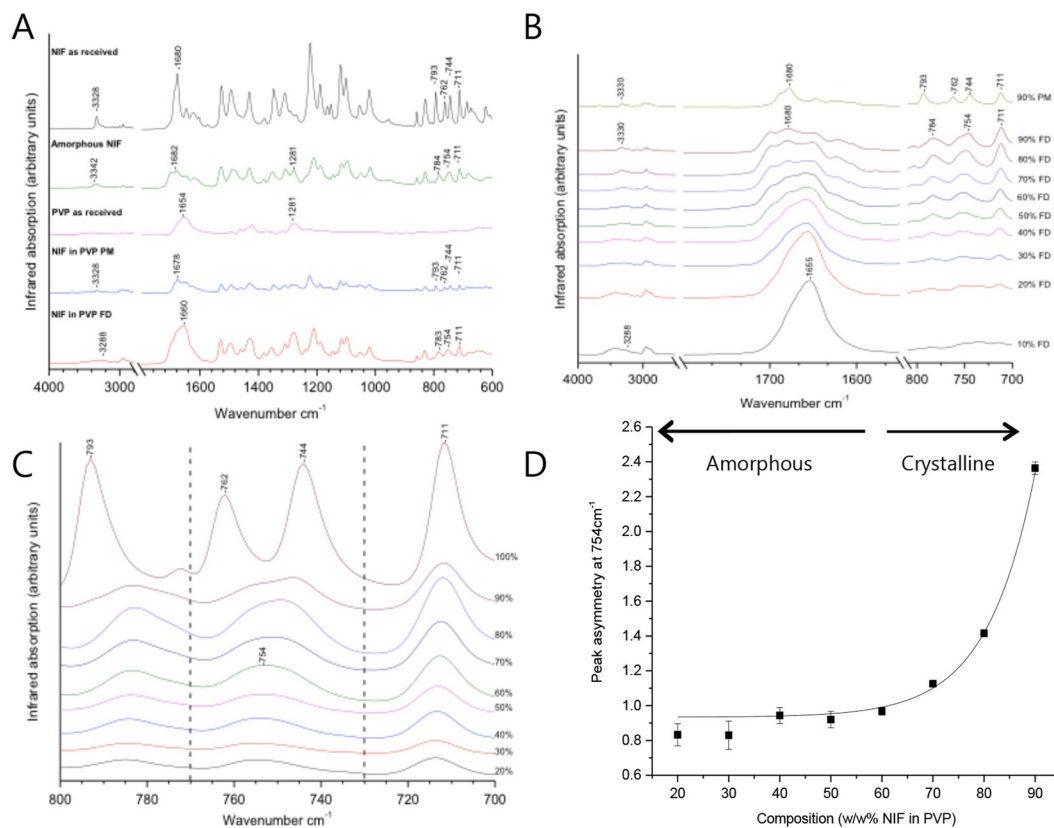 A
NIF as received
-3328
-1680
-793
-762
-744
-711
Amorphous NIF
-3342
-1682
-1281
-784
-754
-711
PVP as received
-1654
-1281
NIF in PVP PM
-3328
-1678
-793
-762
-744
-711
NIF in PVP FD
-3288
-1660
-783
-754
-711
4000 3000 1600 1400 1200 1000 800 600
Wavenumber cm-1
Infrared absorption (arbitrary units)
B
-3330
-1680
-793
-762
-744
-711
90% PM
-3330
-1680
-784
-754
-711
90% FD
80% FD
70% FD
60% FD
50% FD
40% FD
30% FD
20% FD
-3288
-1655
10% FD
4000 3000 1700 1600 800 750 700
Wavenumber cm-1
Infrared absorption (arbitrary units)
C
-793
-762
-744
-711
100%
90%
80%
70%
-754
60%
50%
40%
30%
20%
800 780 760 740 720 700
Wavenumber cm-1
Infrared absorption (arbitrary units)
D
Amorphous
Crystalline
2.6
2.4
2.2
2.0
1.8
1.6
1.4
1.2
1.0
0.8
0.6
Peak asymmetry at 754cm-1
20 30 40 50 60 70 80 90
Composition (w/w% NIF in PVP)